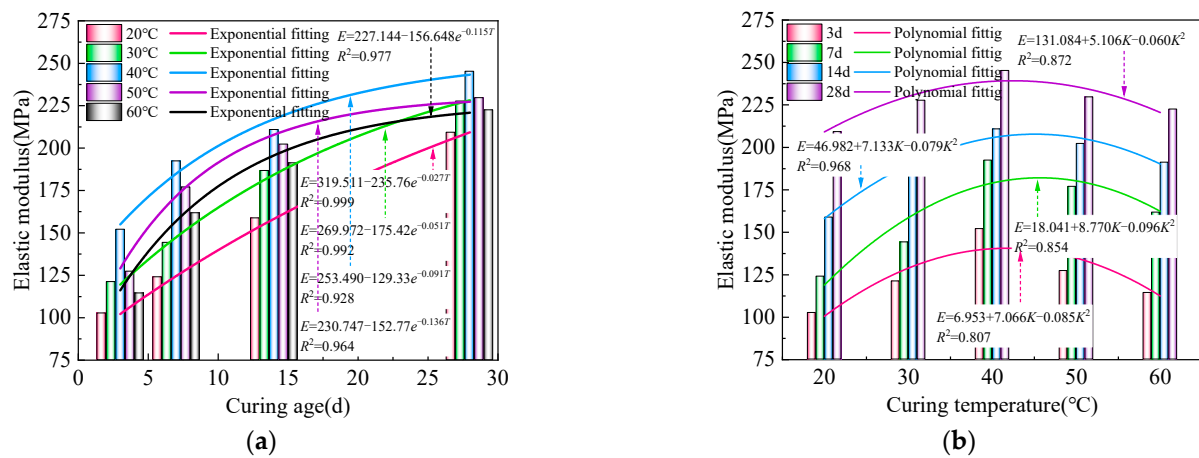 20℃ Exponential fitting
30℃ Exponential fitting
40℃ Exponential fitting
50℃ Exponential fitting
60℃ Exponential fitting
E=227.144−156.648e^−0.115T
R²=0.977
E=319.511−235.76e^−0.027T
R²=0.999
E=269.972−175.42e^−0.051T
R²=0.992
E=253.490−129.33e^−0.091T
R²=0.928
E=230.747−152.77e^−0.136T
R²=0.964
Elastic modulus(MPa)
250
225
200
175
150
125
100
75
0 5 10 15 20 25 30
Curing age(d)
(a)
3d Polynomial fittig
7d Polynomial fittig
14d Polynomial fittig
28d Polynomial fittig
E=131.084+5.106K−0.060K²
R²=0.872
E=46.982+7.133K−0.079K²
R²=0.968
E=18.041+8.770K−0.096K²
R²=0.854
E=6.953+7.066K−0.085K²
R²=0.807
Elastic modulus(MPa)
275
250
225
200
175
150
125
100
75
20 30 40 50 60
Curing temperature(℃)
(b)